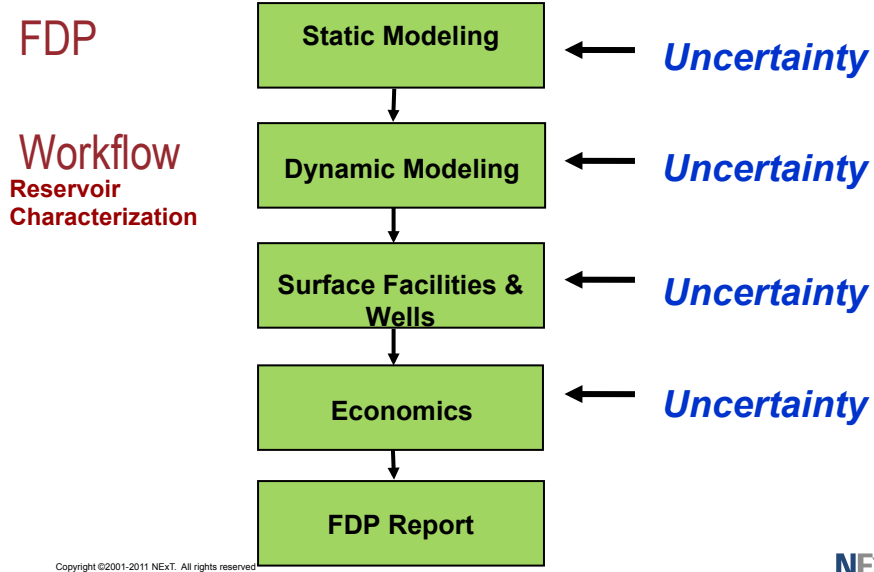 FDP
Workflow
Reservoir
Characterization
Static Modeling
Uncertainty
Dynamic Modeling
Uncertainty
Surface Facilities &
Wells
Uncertainty
Economics
Uncertainty
FDP Report
Copyright ©2001-2011 NExT. All rights reserved